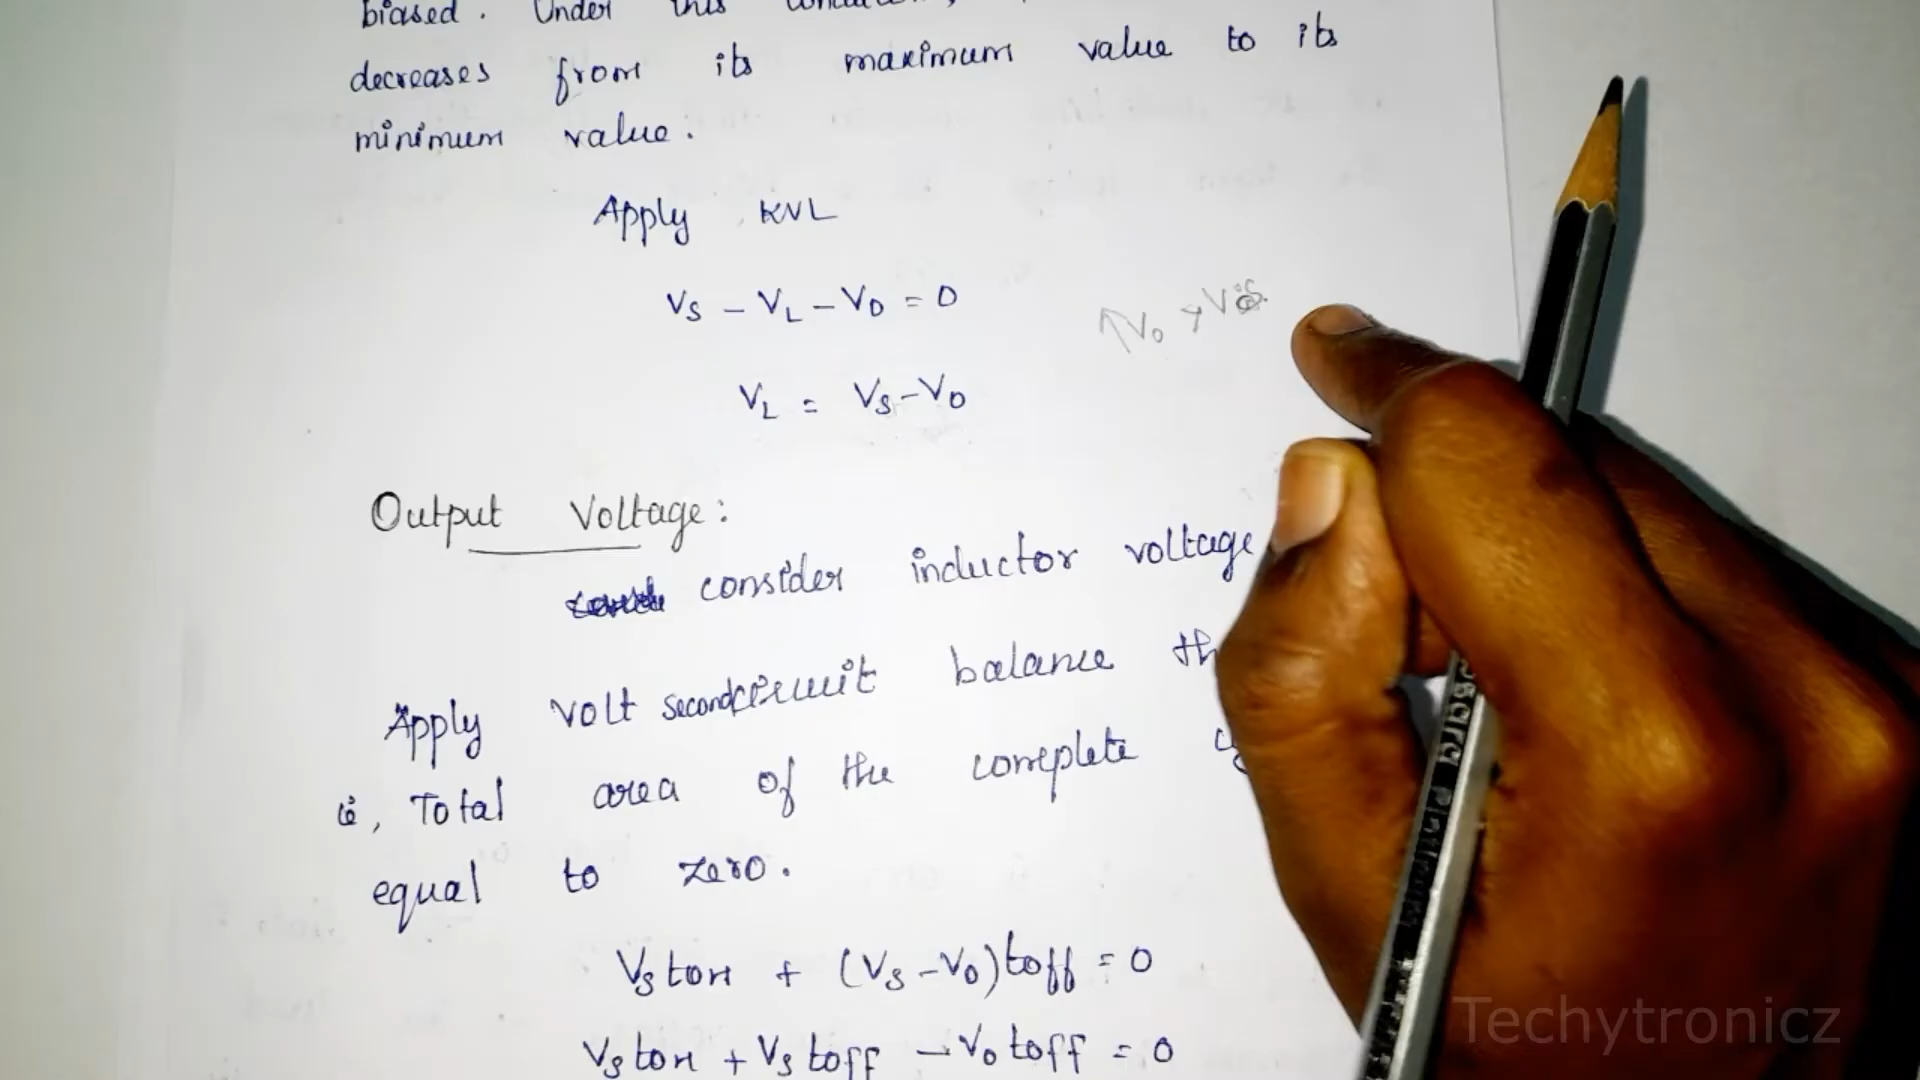 biased. Under this
decreases from its maximum value to its
minimum value.
Apply KVL
Vs - VL - V0 = 0
↑V0 > Vs.
VL = Vs - V0
Output Voltage:
consider inductor voltage
Apply volt second circuit balance
ie, Total area of the complete
equal to zero.
Vs ton + (Vs - V0) toff = 0
Vs ton + Vs toff - V0 toff = 0
Techytronicz